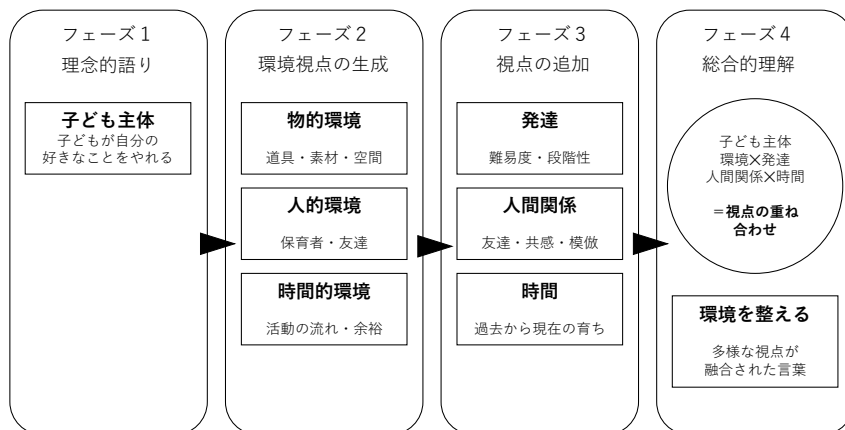 フェーズ１
理念的語り
子ども主体
子どもが自分の
好きなことをやれる
フェーズ２
環境視点の生成
物的環境
道具・素材・空間
人的環境
保育者・友達
時間的環境
活動の流れ・余裕
フェーズ３
視点の追加
発達
難易度・段階性
人間関係
友達・共感・模倣
時間
過去から現在の育ち
フェーズ４
総合的理解
子ども主体
環境×発達
人間関係×時間
＝視点の重ね
合わせ
環境を整える
多様な視点が
融合された言葉